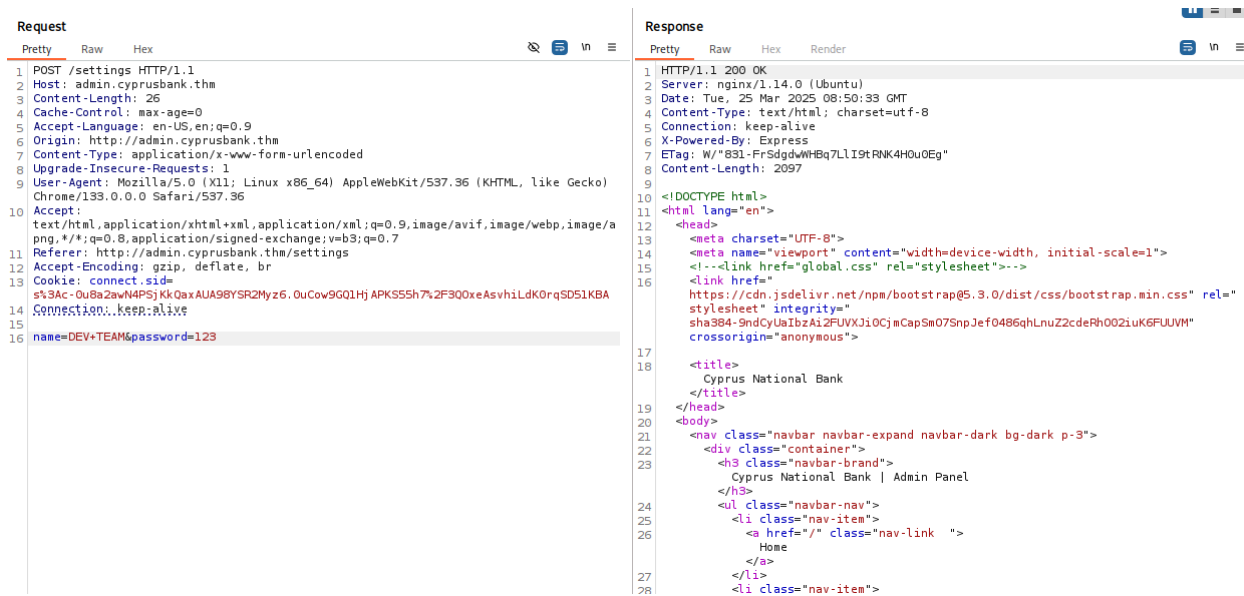 Request
Pretty Raw Hex
\n
1 POST /settings HTTP/1.1
2 Host: admin.cyprusbank.thm
3 Content-Length: 26
4 Cache-Control: max-age=0
5 Accept-Language: en-US,en;q=0.9
6 Origin: http://admin.cyprusbank.thm
7 Content-Type: application/x-www-form-urlencoded
8 Upgrade-Insecure-Requests: 1
9 User-Agent: Mozilla/5.0 (X11; Linux x86_64) AppleWebKit/537.36 (KHTML, like Gecko)
Chrome/133.0.0.0 Safari/537.36
10 Accept:
text/html,application/xhtml+xml,application/xml;q=0.9,image/avif,image/webp,image/a
png,*/*;q=0.8,application/signed-exchange;v=b3;q=0.7
11 Referer: http://admin.cyprusbank.thm/settings
12 Accept-Encoding: gzip, deflate, br
13 Cookie: connect.sid=
s%3Ac-0u8a2awN4PSjKkQaxAUA98YSR2Myz6.0uCow9GQ1HjAPKS55h7%2F3QOxeAsvhiLdK0rqSD51KBA
14 Connection: keep-alive
15
16 name=DEV+TEAM&password=123
Response
Pretty Raw Hex Render
\n
1 HTTP/1.1 200 OK
2 Server: nginx/1.14.0 (Ubuntu)
3 Date: Tue, 25 Mar 2025 08:50:33 GMT
4 Content-Type: text/html; charset=utf-8
5 Connection: keep-alive
6 X-Powered-By: Express
7 ETag: W/"831-FrSdgdwWHBq7LlI9tRNK4H0u0Eg"
8 Content-Length: 2097
9
10 <!DOCTYPE html>
11 <html lang="en">
12 <head>
13 <meta charset="UTF-8">
14 <meta name="viewport" content="width=device-width, initial-scale=1">
15 <!--<link href="global.css" rel="stylesheet">-->
16 <link href="
https://cdn.jsdelivr.net/npm/bootstrap@5.3.0/dist/css/bootstrap.min.css" rel="
stylesheet" integrity="
sha384-9ndCyUaIbzAi2FUVXJi0CjmCapSmO7SnpJef0486qhLnuZ2cdeRhO02iuK6FUUVM"
crossorigin="anonymous">
17
18 <title>
Cyprus National Bank
</title>
19 </head>
20 <body>
21 <nav class="navbar navbar-expand navbar-dark bg-dark p-3">
22 <div class="container">
23 <h3 class="navbar-brand">
Cyprus National Bank | Admin Panel
</h3>
24 <ul class="navbar-nav">
25 <li class="nav-item">
26 <a href="/" class="nav-link  ">
Home
</a>
27 </li>
28 <li class="nav-item">